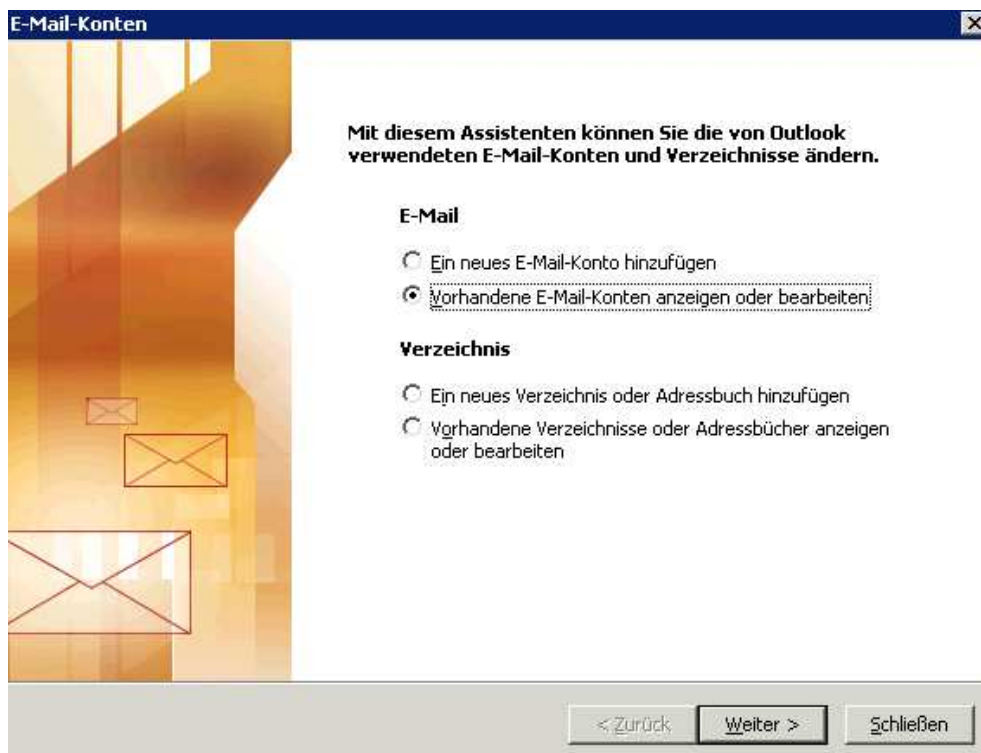 E-Mail-Konten
Mit diesem Assistenten können Sie die von Outlook
verwendeten E-Mail-Konten und Verzeichnisse ändern.
E-Mail
Ein neues E-Mail-Konto hinzufügen
Vorhandene E-Mail-Konten anzeigen oder bearbeiten
Verzeichnis
Ein neues Verzeichnis oder Adressbuch hinzufügen
Vorhandene Verzeichnisse oder Adressbücher anzeigen
oder bearbeiten
< Zurück Weiter > Schließen